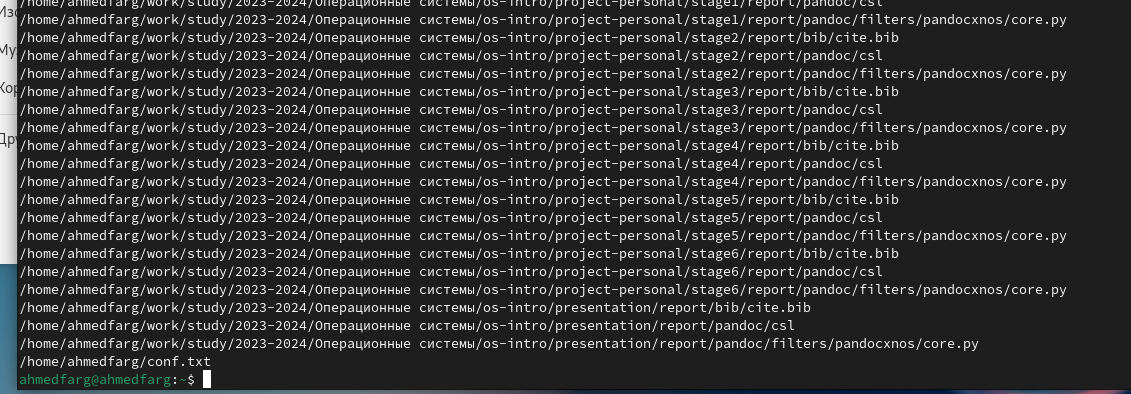 /home/ahmedfarg/work/study/2023-2024/Операционные системы/os-intro/project-personal/stage1/report/pandoc/csl
/home/ahmedfarg/work/study/2023-2024/Операционные системы/os-intro/project-personal/stage1/report/pandoc/filters/pandocxnos/core.py
/home/ahmedfarg/work/study/2023-2024/Операционные системы/os-intro/project-personal/stage2/report/bib/cite.bib
/home/ahmedfarg/work/study/2023-2024/Операционные системы/os-intro/project-personal/stage2/report/pandoc/csl
/home/ahmedfarg/work/study/2023-2024/Операционные системы/os-intro/project-personal/stage2/report/pandoc/filters/pandocxnos/core.py
/home/ahmedfarg/work/study/2023-2024/Операционные системы/os-intro/project-personal/stage3/report/bib/cite.bib
/home/ahmedfarg/work/study/2023-2024/Операционные системы/os-intro/project-personal/stage3/report/pandoc/csl
/home/ahmedfarg/work/study/2023-2024/Операционные системы/os-intro/project-personal/stage3/report/pandoc/filters/pandocxnos/core.py
/home/ahmedfarg/work/study/2023-2024/Операционные системы/os-intro/project-personal/stage4/report/bib/cite.bib
/home/ahmedfarg/work/study/2023-2024/Операционные системы/os-intro/project-personal/stage4/report/pandoc/csl
/home/ahmedfarg/work/study/2023-2024/Операционные системы/os-intro/project-personal/stage4/report/pandoc/filters/pandocxnos/core.py
/home/ahmedfarg/work/study/2023-2024/Операционные системы/os-intro/project-personal/stage5/report/bib/cite.bib
/home/ahmedfarg/work/study/2023-2024/Операционные системы/os-intro/project-personal/stage5/report/pandoc/csl
/home/ahmedfarg/work/study/2023-2024/Операционные системы/os-intro/project-personal/stage5/report/pandoc/filters/pandocxnos/core.py
/home/ahmedfarg/work/study/2023-2024/Операционные системы/os-intro/project-personal/stage6/report/bib/cite.bib
/home/ahmedfarg/work/study/2023-2024/Операционные системы/os-intro/project-personal/stage6/report/pandoc/csl
/home/ahmedfarg/work/study/2023-2024/Операционные системы/os-intro/project-personal/stage6/report/pandoc/filters/pandocxnos/core.py
/home/ahmedfarg/work/study/2023-2024/Операционные системы/os-intro/presentation/report/bib/cite.bib
/home/ahmedfarg/work/study/2023-2024/Операционные системы/os-intro/presentation/report/pandoc/csl
/home/ahmedfarg/work/study/2023-2024/Операционные системы/os-intro/presentation/report/pandoc/filters/pandocxnos/core.py
/home/ahmedfarg/conf.txt
ahmedfarg@ahmedfarg:~$